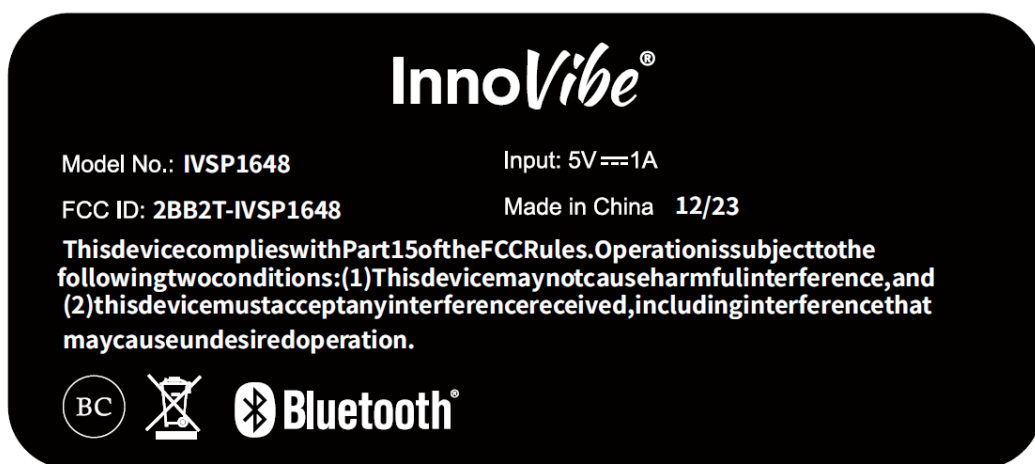 InnoVibe®
Model No.: IVSP1648
Input: 5V⎓1A
FCC ID: 2BB2T-IVSP1648
Made in China 12/23
ThisdevicecomplieswithPart15oftheFCCRules.Operationissubjecttothe
followingtwoconditions:(1)Thisdevicemaynotcauseharmfulinterference,and
(2)thisdevicemustacceptanyinterferencereceived,includinginterferencethat
maycauseundesiredoperation.
BC
Bluetooth®